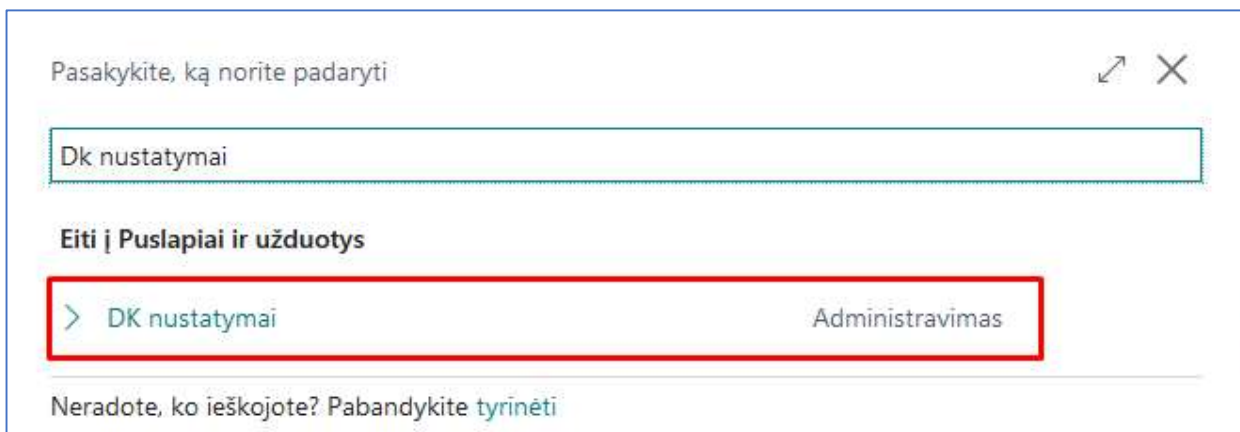 Pasakykite, ką norite padaryti
Dk nustatymai
Eiti į Puslapiai ir užduotys
DK nustatymai Administravimas
Neradote, ko ieškojote? Pabandykite tyrinėti